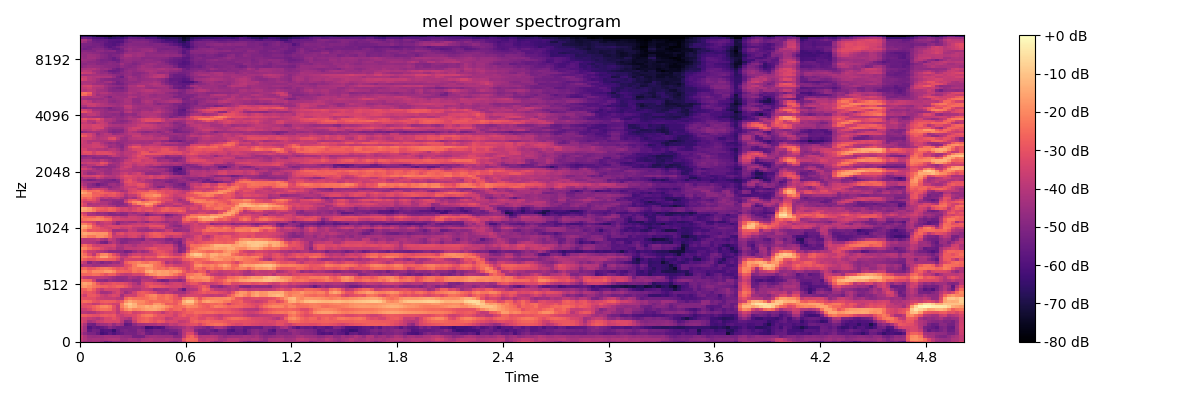 mel power spectrogram
8192
4096
2048
1024
512
0
Hz
0 0.6 1.2 1.8 2.4 3 3.6 4.2 4.8
Time
+0 dB
-10 dB
-20 dB
-30 dB
-40 dB
-50 dB
-60 dB
-70 dB
-80 dB